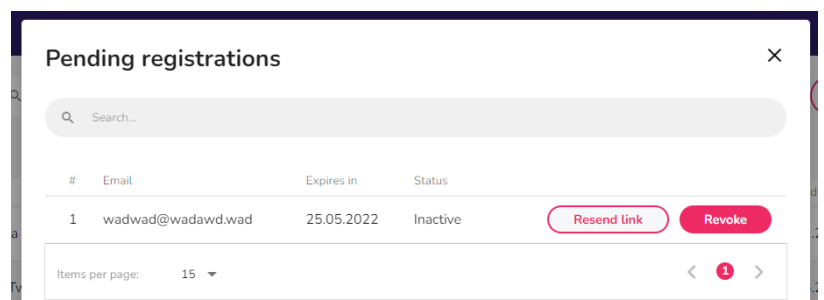 Pending registrations
Search...
# Email Expires in Status
1 wadwad@wadawd.wad 25.05.2022 Inactive Resend link Revoke
Items per page: 15 1